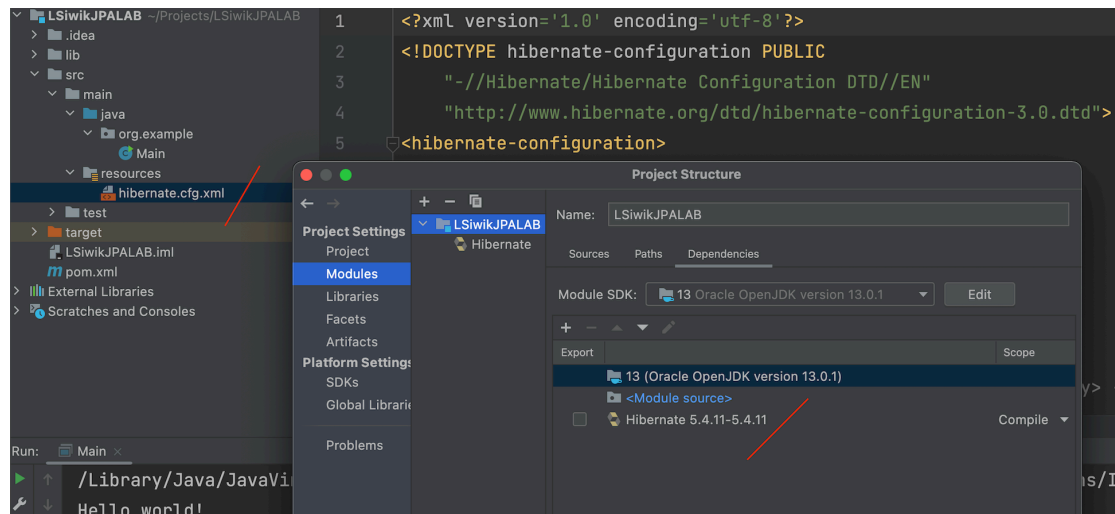 LSiwikJPALAB ~/Projects/LSiwikJPALAB
.idea
lib
src
main
java
org.example
Main
resources
hibernate.cfg.xml
test
target
LSiwikJPALAB.iml
pom.xml
External Libraries
Scratches and Consoles
1 <?xml version='1.0' encoding='utf-8'?>
2 <!DOCTYPE hibernate-configuration PUBLIC
3 "-//Hibernate/Hibernate Configuration DTD//EN"
4 "http://www.hibernate.org/dtd/hibernate-configuration-3.0.dtd">
5 <hibernate-configuration>
Project Structure
Project Settings
Project
Modules
Libraries
Facets
Artifacts
Platform Settings
SDKs
Global Librarie
Problems
LSiwikJPALAB
Hibernate
Name: LSiwikJPALAB
Sources Paths Dependencies
Module SDK: 13 Oracle OpenJDK version 13.0.1 Edit
Export Scope
13 (Oracle OpenJDK version 13.0.1)
<Module source>
Hibernate 5.4.11-5.4.11 Compile
y>
Run: Main
/Library/Java/JavaVi
ns/I
Hello world!